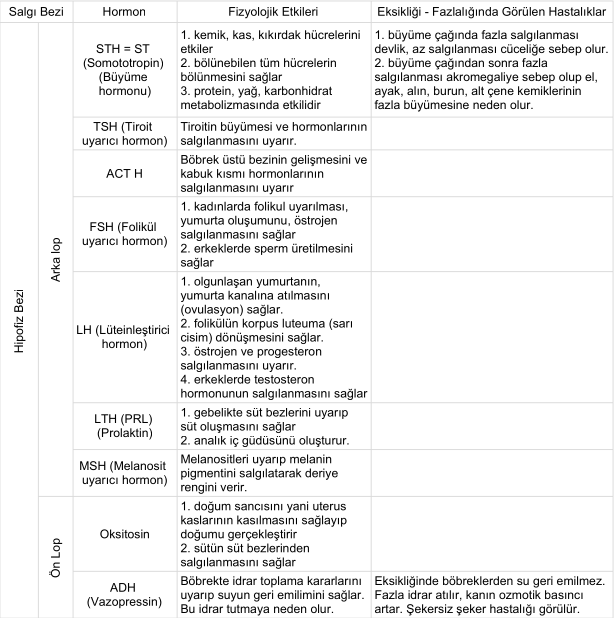 Salgı Bezi
Hormon
Fizyolojik Etkileri
Eksikliği - Fazlalığında Görülen Hastalıklar
Hipofiz Bezi
Arka lop
STH = ST
(Somototropin)
(Büyüme
hormonu)
1. kemik, kas, kıkırdak hücrelerini
etkiler
2. bölünebilen tüm hücrelerin
bölünmesini sağlar
3. protein, yağ, karbonhidrat
metabolizmasında etkilidir
1. büyüme çağında fazla salgılanması
devlik, az salgılanması cüceliğe sebep olur.
2. büyüme çağından sonra fazla
salgılanması akromegaliye sebep olup el,
ayak, alın, burun, alt çene kemiklerinin
fazla büyümesine neden olur.
TSH (Tiroit
uyarıcı hormon)
Tiroitin büyümesi ve hormonlarının
salgılanmasını uyarır.
ACT H
Böbrek üstü bezinin gelişmesini ve
kabuk kısmı hormonlarının
salgılanmasını uyarır
FSH (Folikül
uyarıcı hormon)
1. kadınlarda folikul uyarılması,
yumurta oluşumunu, östrojen
salgılanmasını sağlar
2. erkeklerde sperm üretilmesini
sağlar
LH (Lüteinleştirici
hormon)
1. olgunlaşan yumurtanın,
yumurta kanalına atılmasını
(ovulasyon) sağlar.
2. folikülün korpus luteuma (sarı
cisim) dönüşmesini sağlar.
3. östrojen ve progesteron
salgılanmasını uyarır.
4. erkeklerde testosteron
hormonunun salgılanmasını sağlar
LTH (PRL)
(Prolaktin)
1. gebelikte süt bezlerini uyarıp
süt oluşmasını sağlar
2. analık iç güdüsünü oluşturur.
MSH (Melanosit
uyarıcı hormon)
Melanositleri uyarıp melanin
pigmentini salgılatarak deriye
rengini verir.
Ön Lop
Oksitosin
1. doğum sancısını yani uterus
kaslarının kasılmasını sağlayıp
doğumu gerçekleştirir
2. sütün süt bezlerinden
salgılanmasını sağlar
ADH
(Vazopressin)
Böbrekte idrar toplama kararlarını
uyarıp suyun geri emilimini sağlar.
Bu idrar tutmaya neden olur.
Eksikliğinde böbreklerden su geri emilmez.
Fazla idrar atılır, kanın ozmotik basıncı
artar. Şekersiz şeker hastalığı görülür.